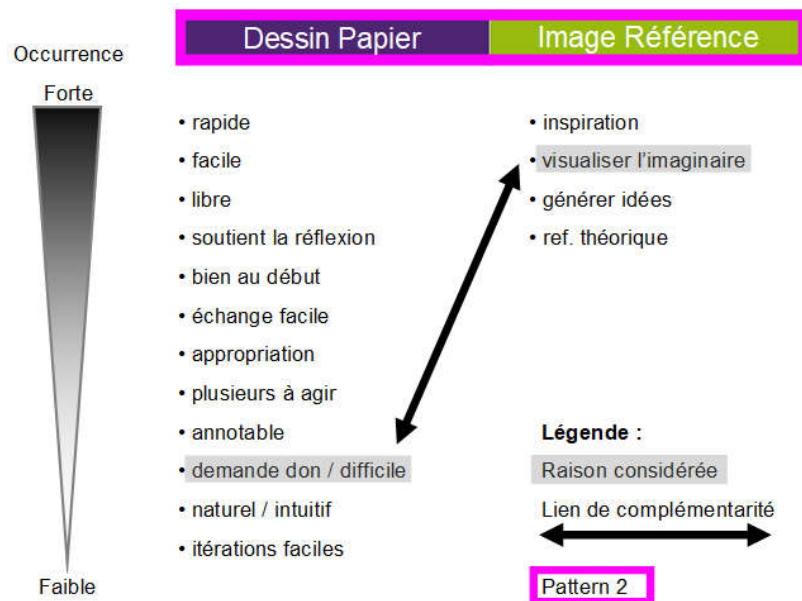 Dessin Papier Image Référence
Occurrence
Forte
• rapide
• facile
• libre
• soutient la réflexion
• bien au début
• échange facile
• appropriation
• plusieurs à agir
• annotable
• demande don / difficile
• naturel / intuitif
• itérations faciles
Faible
• inspiration
• visualiser l'imaginaire
• générer idées
• ref. théorique
Légende :
Raison considérée
Lien de complémentarité
Pattern 2